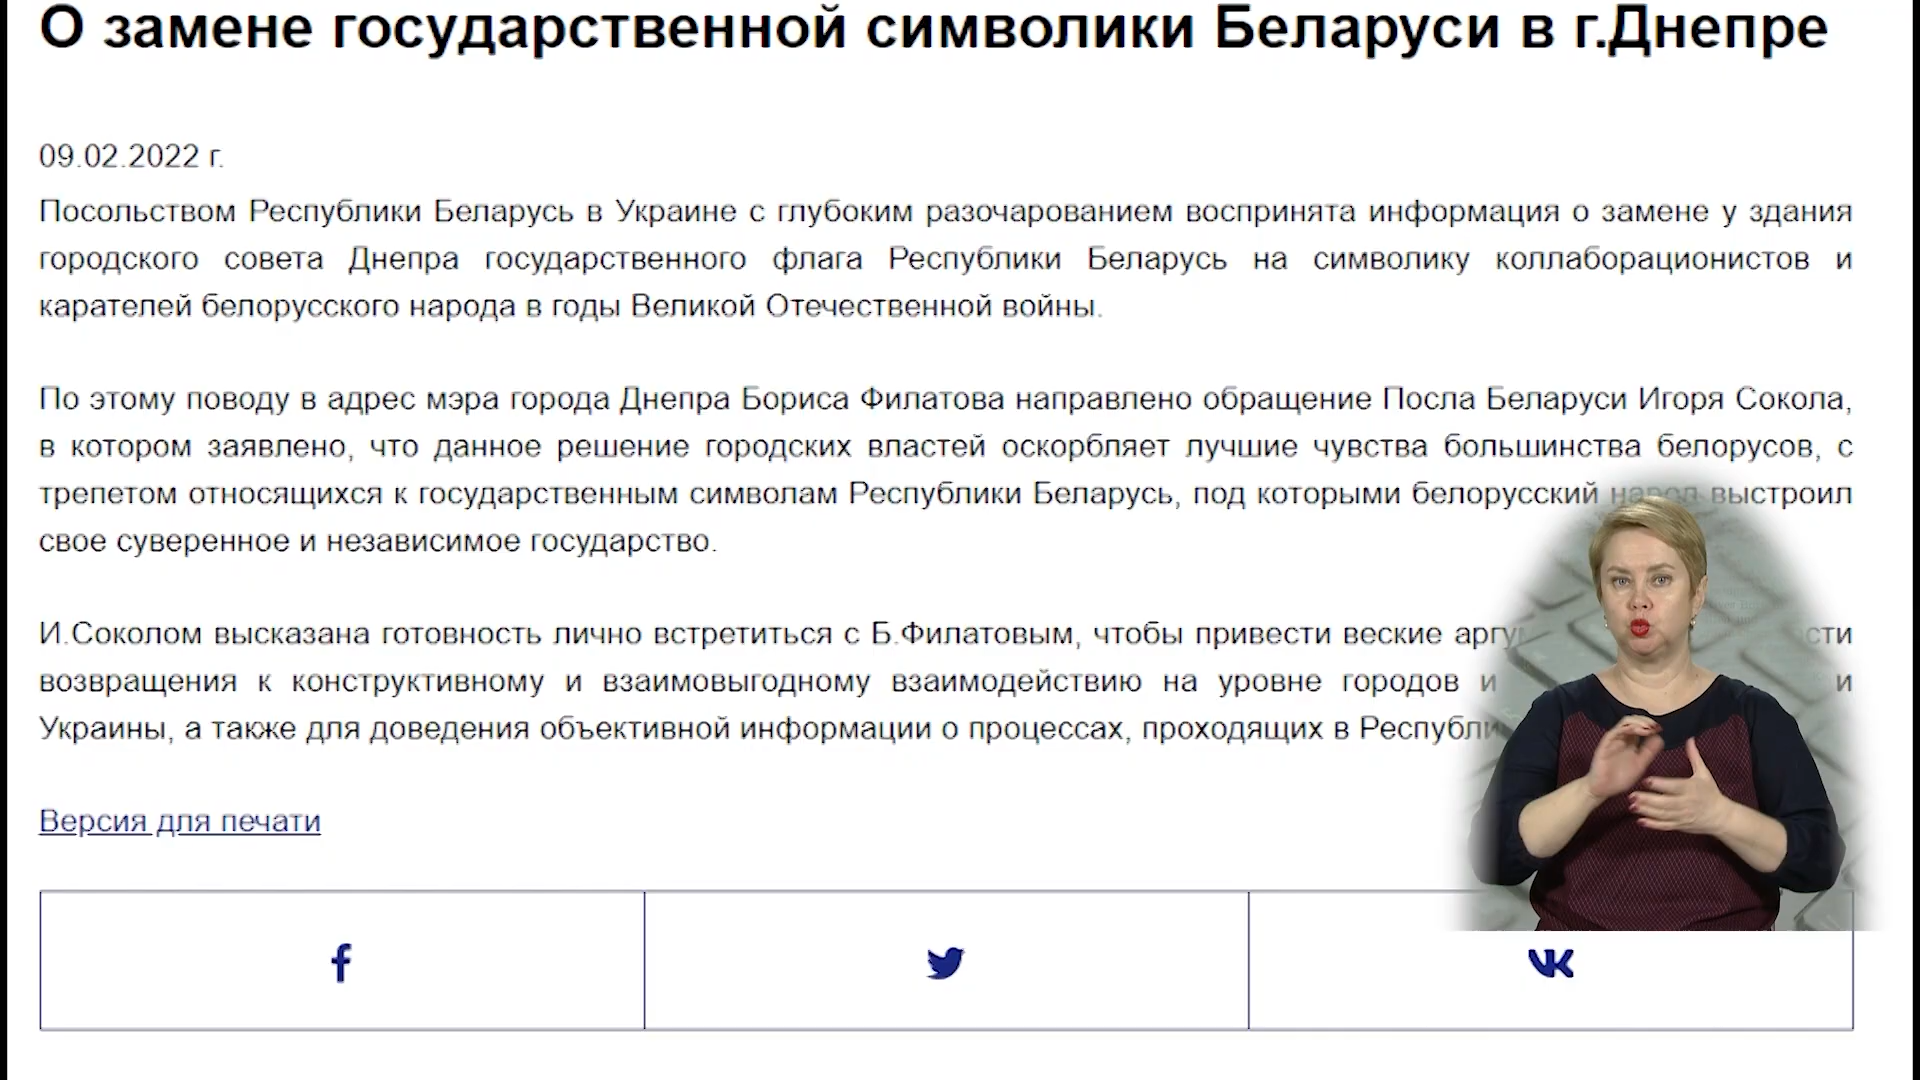 О замене государственной символики Беларуси в г.Днепре
09.02.2022 г.
Посольством Республики Беларусь в Украине с глубоким разочарованием воспринята информация о замене у здания
городского совета Днепра государственного флага Республики Беларусь на символику коллаборационистов и
карателей белорусского народа в годы Великой Отечественной войны.
По этому поводу в адрес мэра города Днепра Бориса Филатова направлено обращение Посла Беларуси Игоря Сокола,
в котором заявлено, что данное решение городских властей оскорбляет лучшие чувства большинства белорусов, с
трепетом относящихся к государственным символам Республики Беларусь, под которыми белорусский народ выстроил
свое суверенное и независимое государство.
И.Соколом высказана готовность лично встретиться с Б.Филатовым, чтобы привести веские
возвращения к конструктивному и взаимовыгодному взаимодействию на уровне городов и и
Украины, а также для доведения объективной информации о процессах, проходящих в
Версия для печати